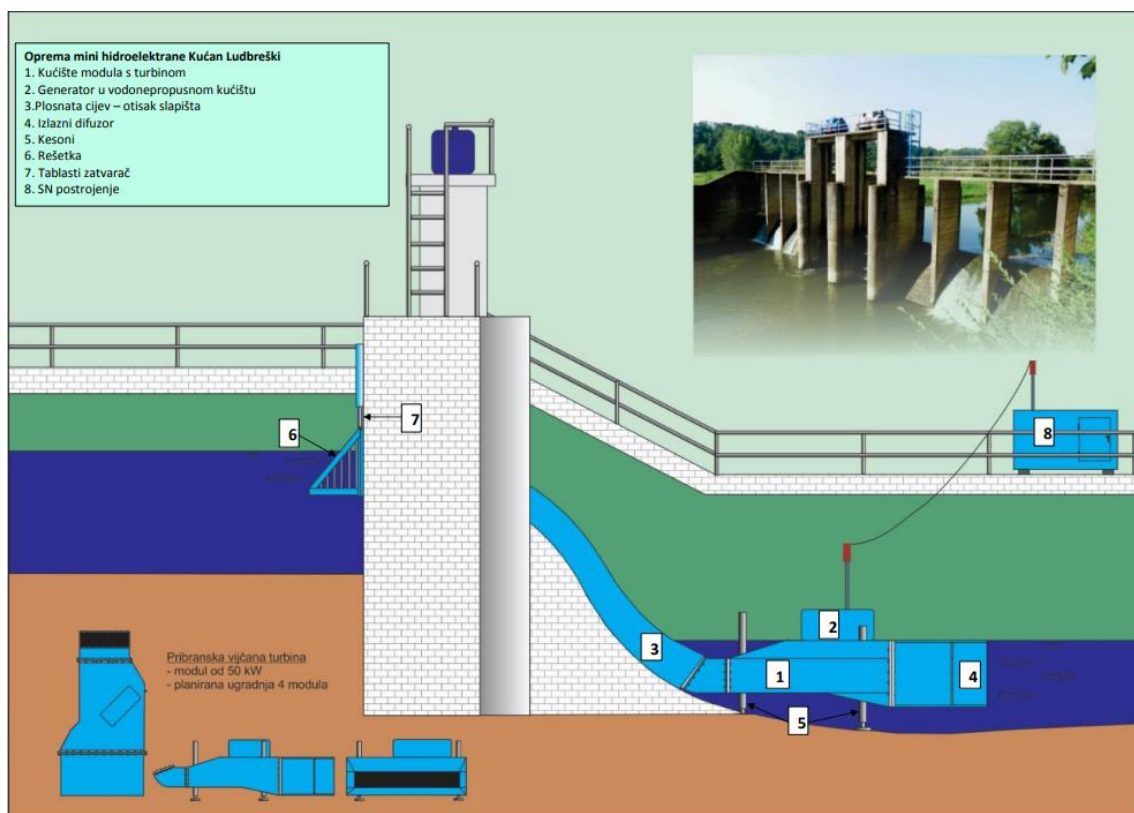 Oprema mini hidroelektrane Kućan Ludbreški
1. Kućište modula s turbinom
2. Generator u vodonepropusnom kućištu
3.Plosnata cijev – otisak slapišta
4. Izlazni difuzor
5. Kesoni
6. Rešetka
7. Tablasti zatvarač
8. SN postrojenje
7
6
8
2
3
1
4
5
Pribranska vijčana turbina
- modul od 50 kW
- planirana ugradnja 4 modula